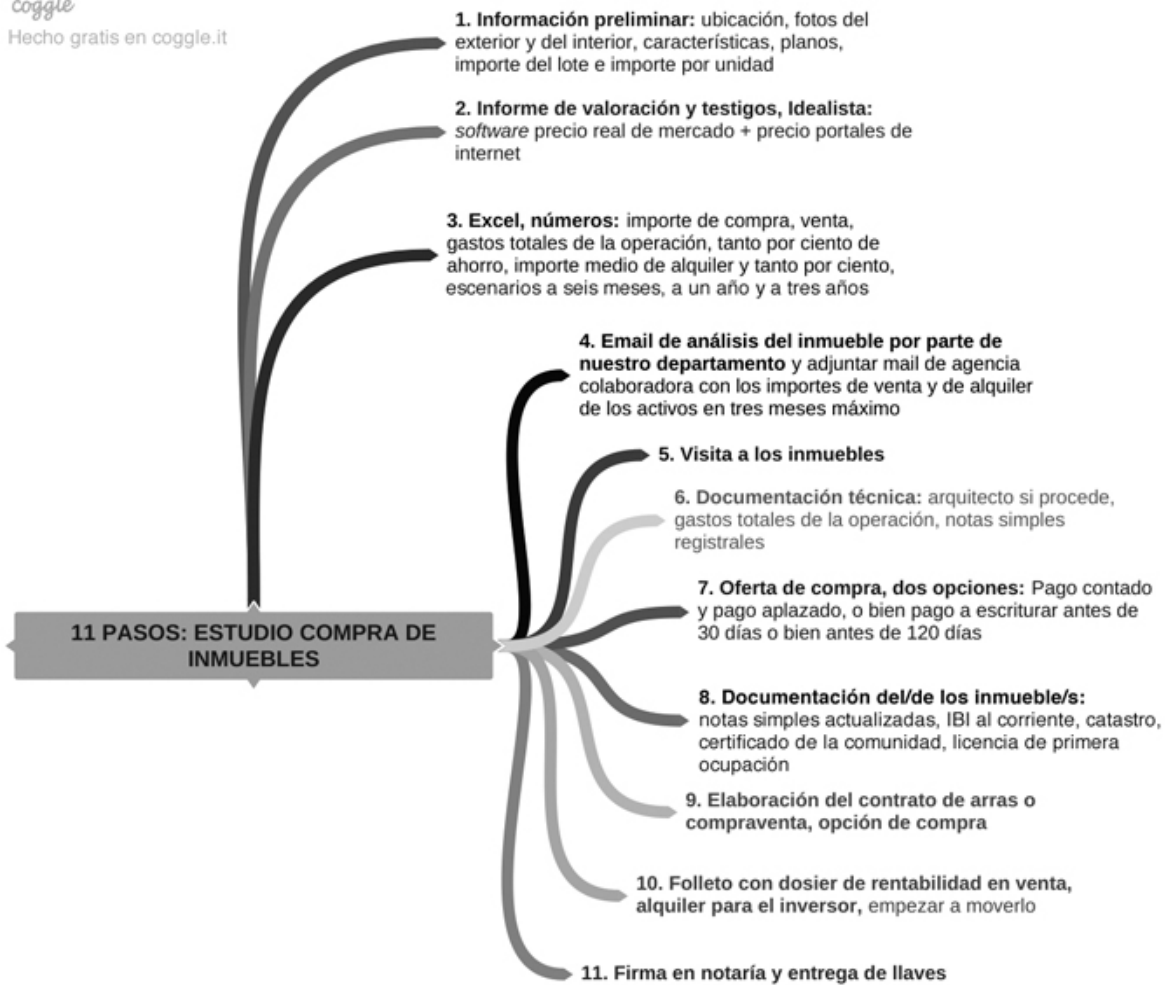 coggle
Hecho gratis en coggle.it
1. Información preliminar: ubicación, fotos del
exterior y del interior, características, planos,
importe del lote e importe por unidad
2. Informe de valoración y testigos, Idealista:
software precio real de mercado + precio portales de
internet
3. Excel, números: importe de compra, venta,
gastos totales de la operación, tanto por ciento de
ahorro, importe medio de alquiler y tanto por ciento,
escenarios a seis meses, a un año y a tres años
4. Email de análisis del inmueble por parte de
nuestro departamento y adjuntar mail de agencia
colaboradora con los importes de venta y de alquiler
de los activos en tres meses máximo
5. Visita a los inmuebles
6. Documentación técnica: arquitecto si procede,
gastos totales de la operación, notas simples
registrales
7. Oferta de compra, dos opciones: Pago contado
y pago aplazado, o bien pago a escriturar antes de
30 días o bien antes de 120 días
11 PASOS: ESTUDIO COMPRA DE
INMUEBLES
8. Documentación del/de los inmueble/s:
notas simples actualizadas, IBI al corriente, catastro,
certificado de la comunidad, licencia de primera
ocupación
9. Elaboración del contrato de arras o
compraventa, opción de compra
10. Folleto con dosier de rentabilidad en venta,
alquiler para el inversor, empezar a moverlo
11. Firma en notaría y entrega de llaves